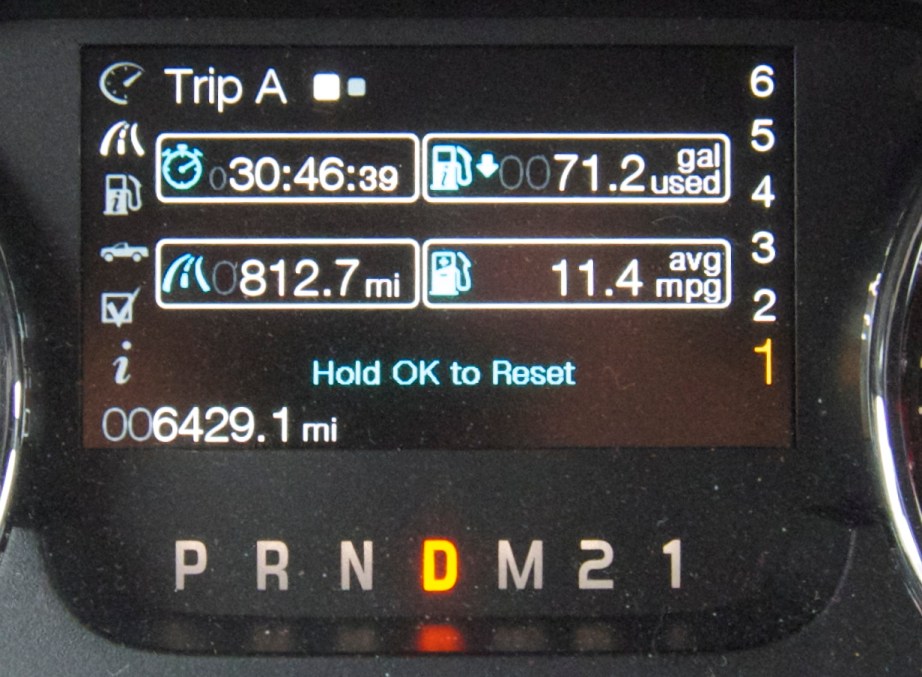 Trip A
030:46:39
0071.2 gal used
0812.7 mi
11.4 avg mpg
Hold OK to Reset
006429.1 mi
6
5
4
3
2
1
P R N D M 2 1